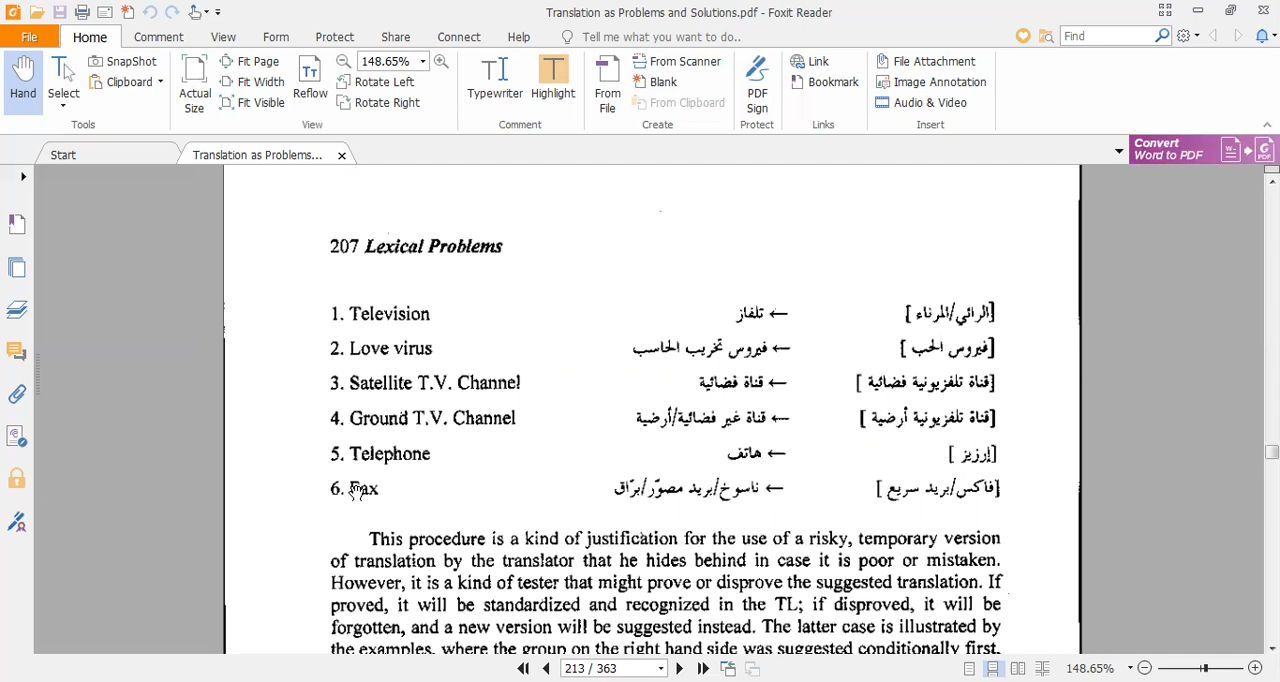 Translation as Problems and Solutions.pdf - Foxit Reader
File Home Comment View Form Protect Share Connect Help Tell me what you want to do.. Find
Hand Select SnapShot Clipboard Actual Size Fit Page Fit Width Fit Visible Reflow 148.65% Rotate Left Rotate Right Typewriter Highlight From File From Scanner Blank From Clipboard PDF Sign Link Bookmark File Attachment Image Annotation Audio & Video
Tools View Comment Create Protect Links Insert
Start Translation as Problems... Convert Word to PDF
207 Lexical Problems
1. Television تلفاز ← [الرائي/المرناء]
2. Love virus فيروس تخريب الحاسب ← [فيروس الحب]
3. Satellite T.V. Channel قناة فضائية ← [قناة تلفزيونية فضائية]
4. Ground T.V. Channel قناة غير فضائية/أرضية ← [قناة تلفزيونية أرضية]
5. Telephone هاتف ← [إرزيز]
6. Fax ناسوخ/بريد مصوّر/برّاق ← [فاكس/بريد سريع]
This procedure is a kind of justification for the use of a risky, temporary version
of translation by the translator that he hides behind in case it is poor or mistaken.
However, it is a kind of tester that might prove or disprove the suggested translation. If
proved, it will be standardized and recognized in the TL; if disproved, it will be
forgotten, and a new version will be suggested instead. The latter case is illustrated by
the examples, where the group on the right hand side was suggested conditionally first,
213 / 363 148.65%